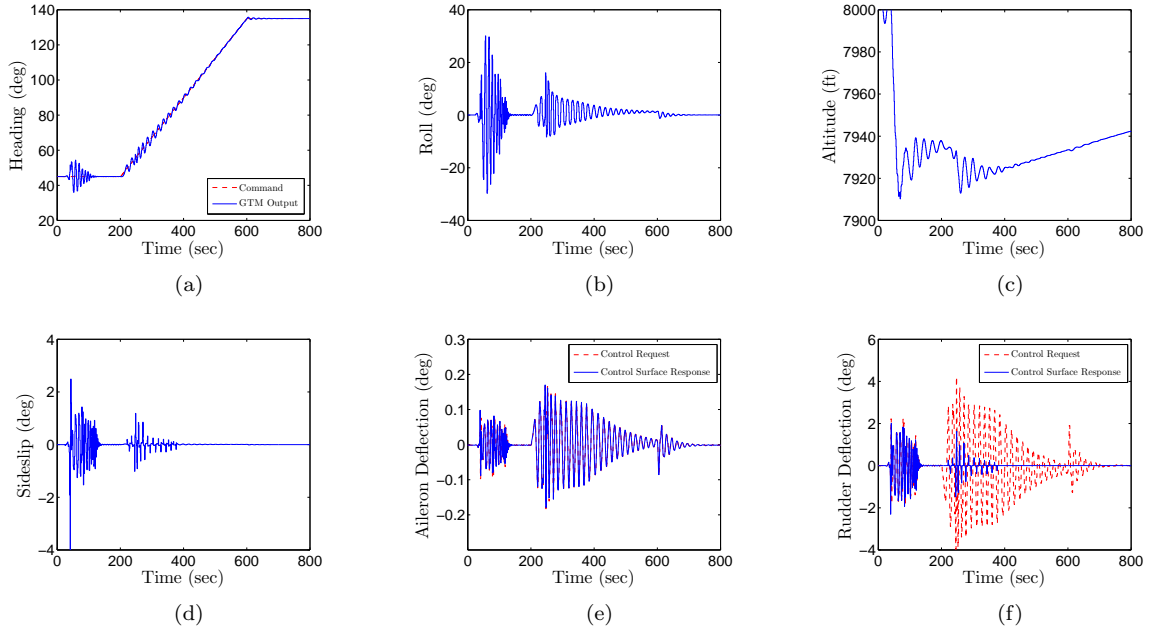 140
120
100
80
60
40
20
Heading (deg)
Command
GTM Output
0 200 400 600 800
Time (sec)
(a)
40
20
0
−20
−40
Roll (deg)
0 200 400 600 800
Time (sec)
(b)
8000
7980
7960
7940
7920
7900
Altitude (ft)
0 200 400 600 800
Time (sec)
(c)
4
2
0
−2
−4
Sideslip (deg)
0 200 400 600 800
Time (sec)
(d)
0.3
0.2
0.1
0
−0.1
−0.2
Aileron Deflection (deg)
Control Request
Control Surface Response
0 200 400 600 800
Time (sec)
(e)
6
4
2
0
−2
−4
Rudder Deflection (deg)
Control Request
Control Surface Response
0 200 400 600 800
Time (sec)
(f)